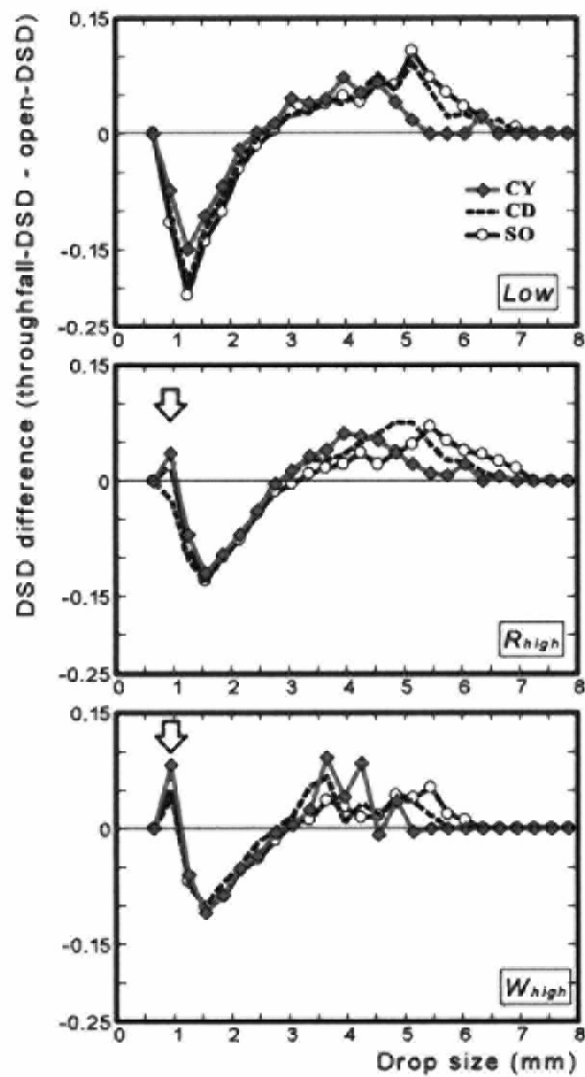 DSD difference (throughfall-DSD - open-DSD)
0.15
0
-0.15
-0.25
CY
CD
SO
Low
0 1 2 3 4 5 6 7 8
0.15
0
-0.15
-0.25
Rhigh
0 1 2 3 4 5 6 7 8
0.15
0
-0.15
-0.25
Whigh
0 1 2 3 4 5 6 7 8
Drop size (mm)